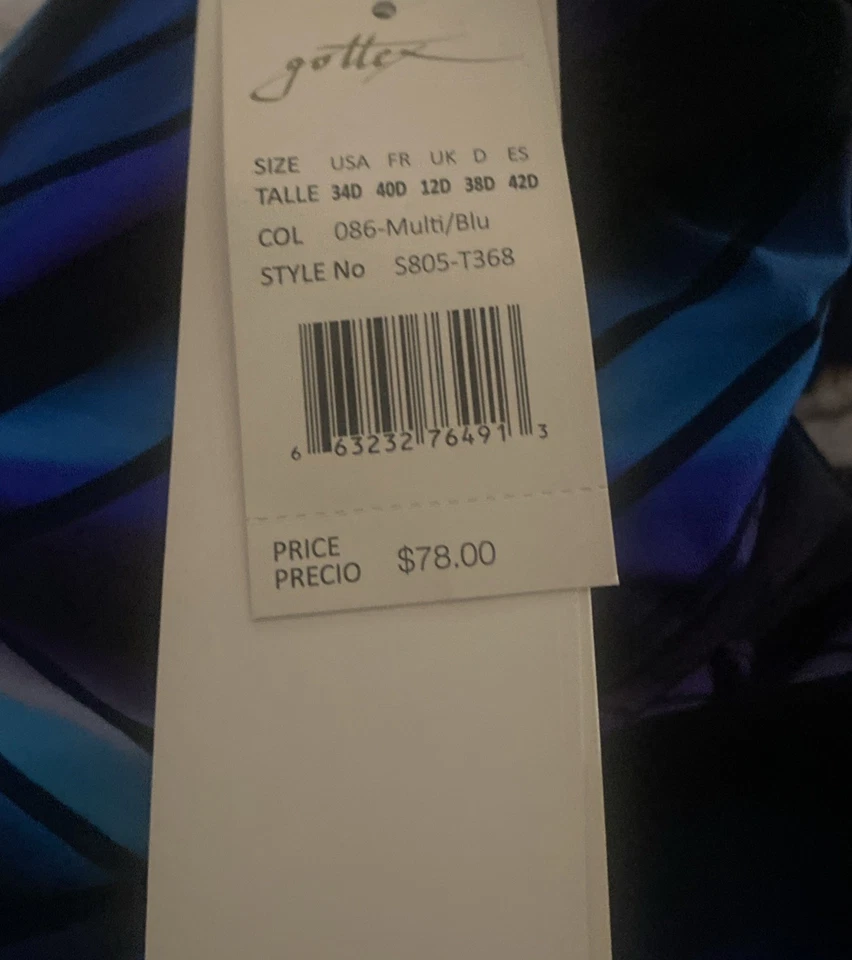 gottex
SIZE USA FR UK D ES
TALLE 34D 40D 12D 38D 42D
COL 086-Multi/Blu
STYLE No S805-T368
6 63232 76491 3
PRICE
PRECIO $78.00